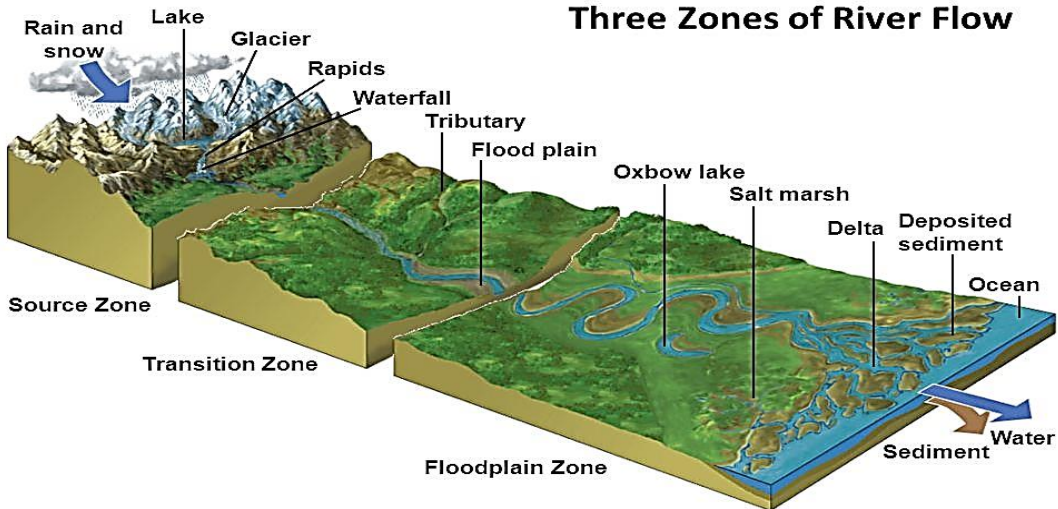 Three Zones of River Flow
Rain and
snow
Lake
Glacier
Rapids
Waterfall
Tributary
Flood plain
Oxbow lake
Salt marsh
Delta
Deposited
sediment
Ocean
Source Zone
Transition Zone
Floodplain Zone
Sediment
Water